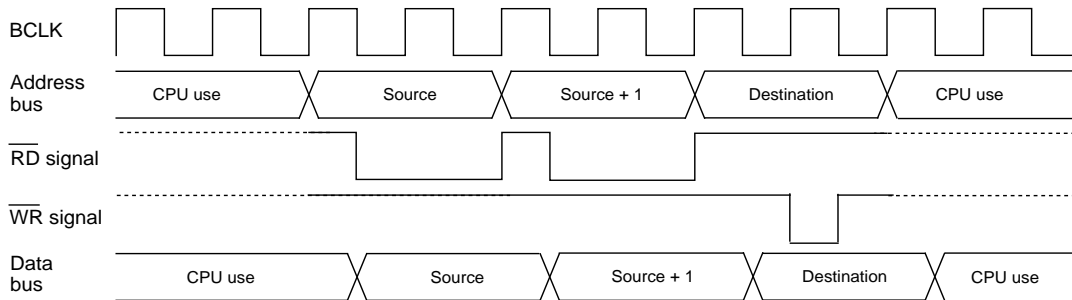 BCLK
Address
bus
CPU use
Source
Source + 1
Destination
CPU use
RD signal
WR signal
Data
bus
CPU use
Source
Source + 1
Destination
CPU use